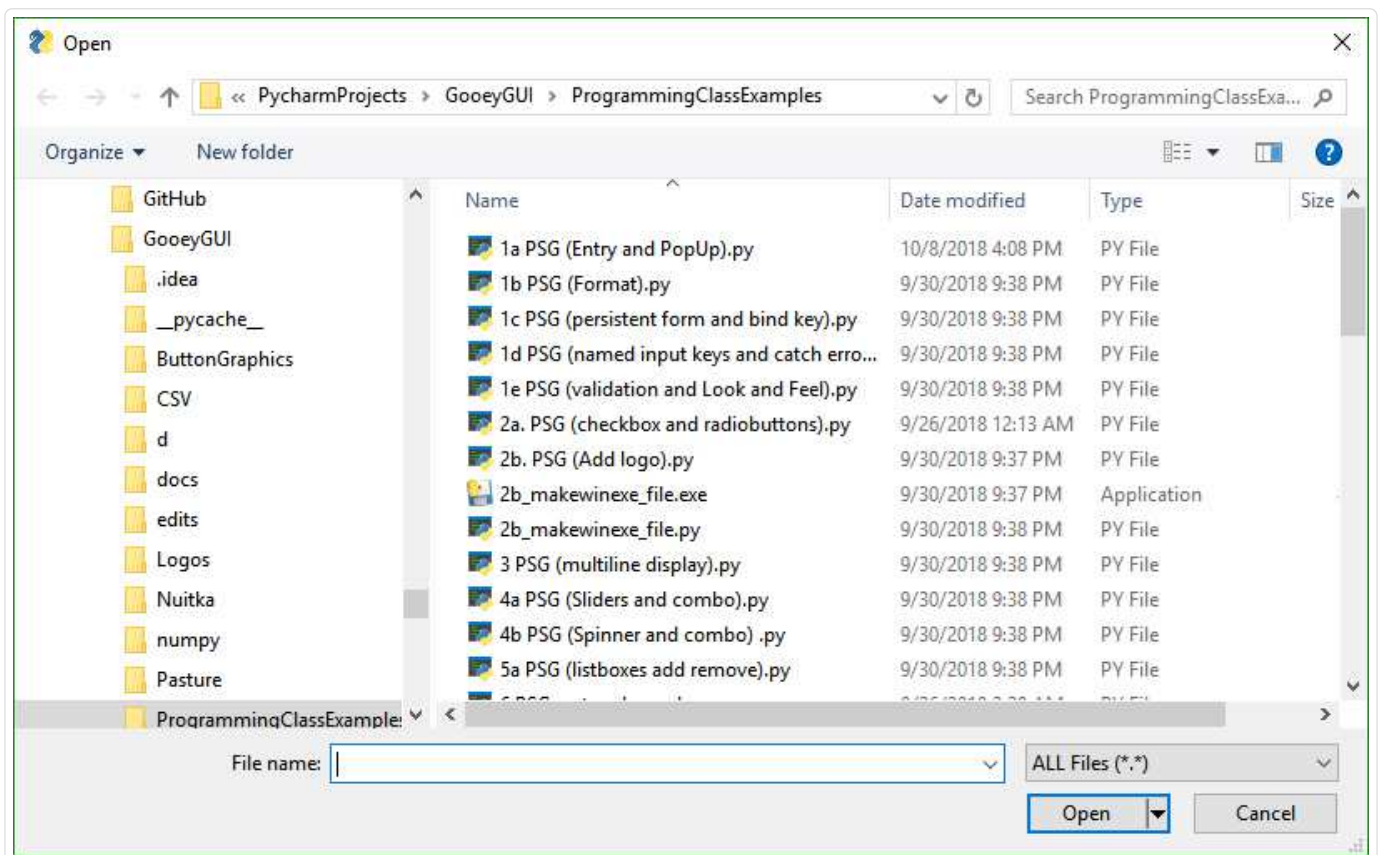 Open
« PycharmProjects > GooeyGUI > ProgrammingClassExamples
Search ProgrammingClassExa...
Organize
New folder
GitHub
GooeyGUI
.idea
__pycache__
ButtonGraphics
CSV
d
docs
edits
Logos
Nuitka
numpy
Pasture
ProgrammingClassExamples
Name Date modified Type Size
1a PSG (Entry and PopUp).py 10/8/2018 4:08 PM PY File
1b PSG (Format).py 9/30/2018 9:38 PM PY File
1c PSG (persistent form and bind key).py 9/30/2018 9:38 PM PY File
1d PSG (named input keys and catch erro... 9/30/2018 9:38 PM PY File
1e PSG (validation and Look and Feel).py 9/30/2018 9:38 PM PY File
2a. PSG (checkbox and radiobuttons).py 9/26/2018 12:13 AM PY File
2b. PSG (Add logo).py 9/30/2018 9:37 PM PY File
2b_makewinexe_file.exe 9/30/2018 9:37 PM Application
2b_makewinexe_file.py 9/30/2018 9:38 PM PY File
3 PSG (multiline display).py 9/30/2018 9:38 PM PY File
4a PSG (Sliders and combo).py 9/30/2018 9:38 PM PY File
4b PSG (Spinner and combo) .py 9/30/2018 9:38 PM PY File
5a PSG (listboxes add remove).py 9/30/2018 9:38 PM PY File
File name:
ALL Files (*.*)
Open
Cancel